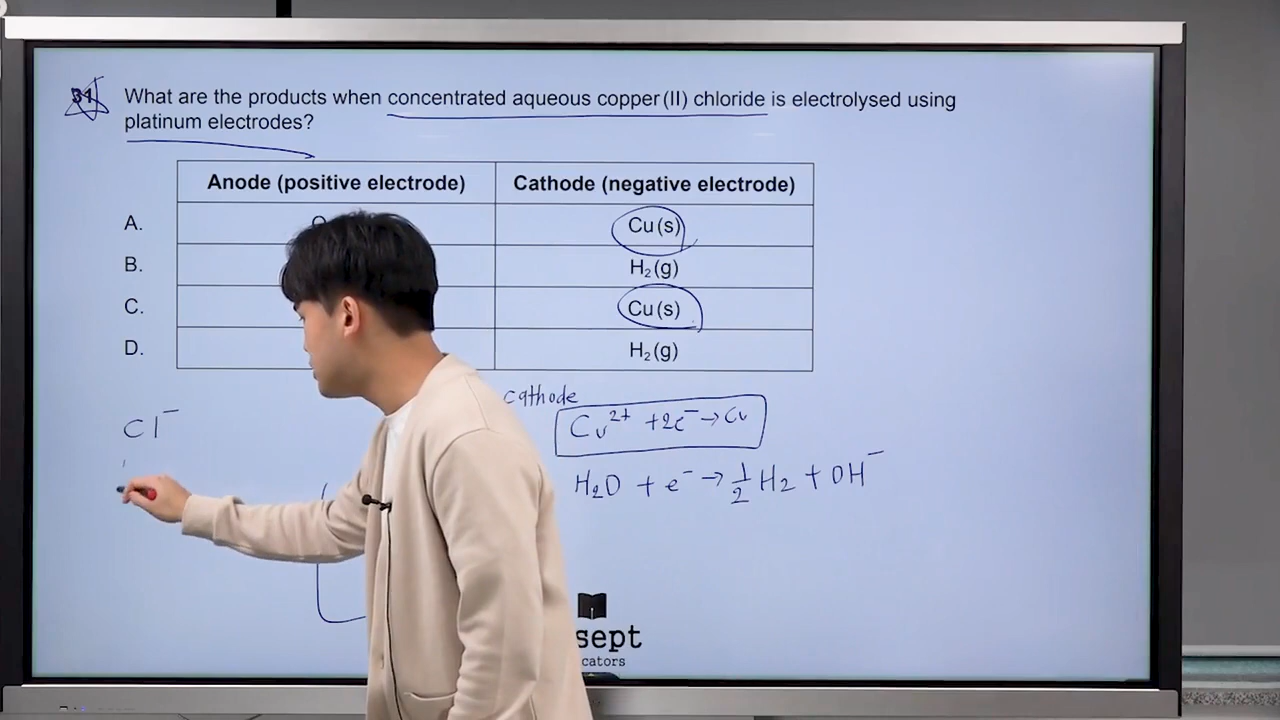 31 What are the products when concentrated aqueous copper (II) chloride is electrolysed using
platinum electrodes?
Anode (positive electrode) Cathode (negative electrode)
A. Cu (s)
B. H₂ (g)
C. Cu (s)
D. H₂ (g)
cathode
Cl⁻
Cu²⁺ +2e⁻→Cu
H₂O + e⁻ → ½ H₂ + OH⁻
sept
cators